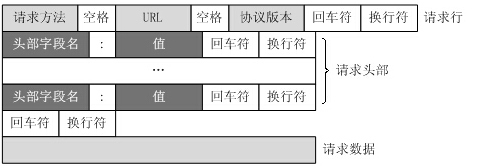 请求方法 空格 URL 空格 协议版本 回车符 换行符 请求行
头部字段名 : 值 回车符 换行符
… 请求头部
头部字段名 : 值 回车符 换行符
回车符 换行符
请求数据